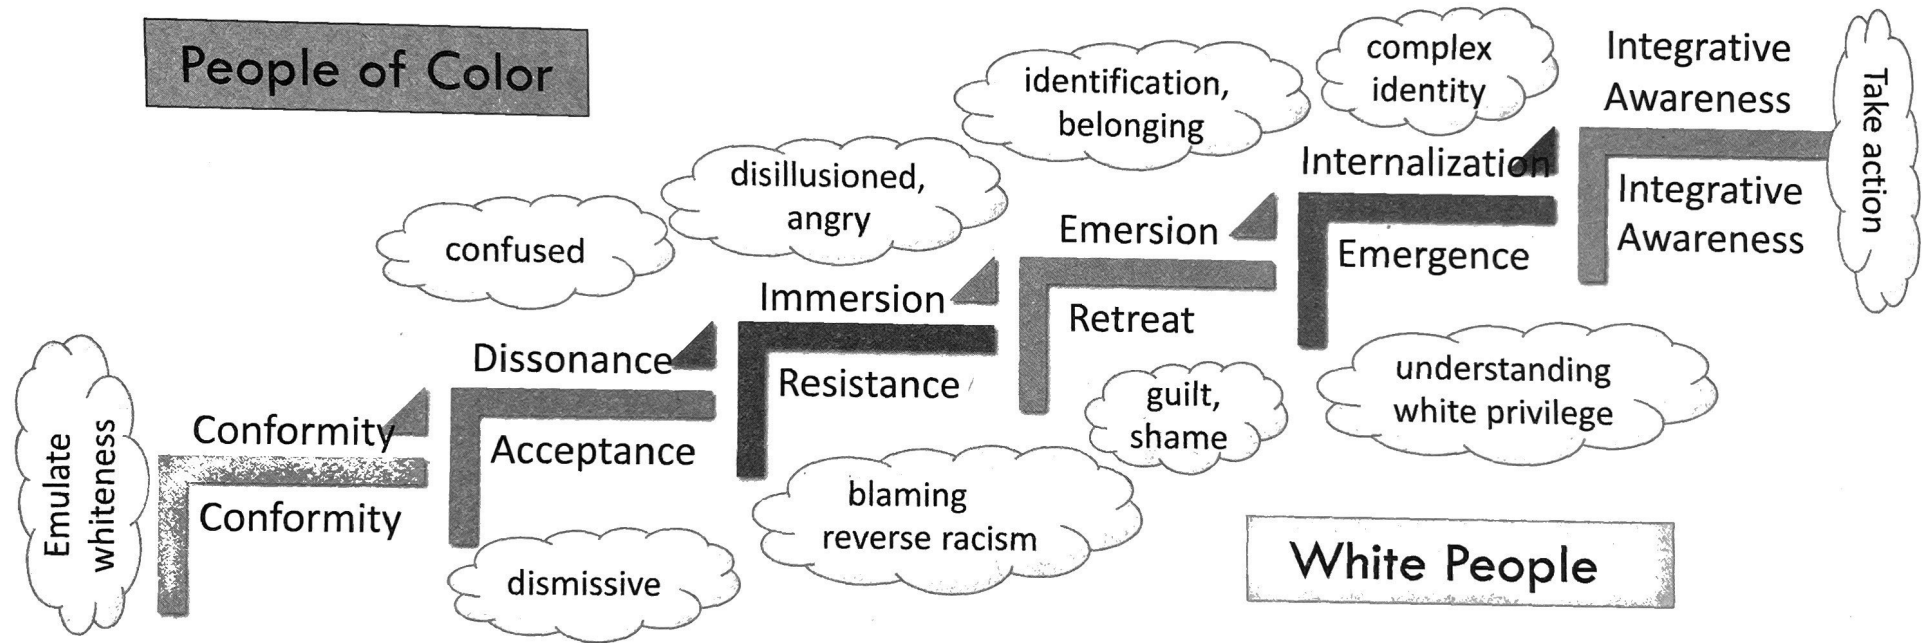 People of Color
Emulate
whiteness
Conformity
Conformity
confused
Dissonance
Acceptance
dismissive
disillusioned,
angry
Immersion
Resistance
blaming
reverse racism
identification,
belonging
Emersion
Retreat
guilt,
shame
complex
identity
Internalization
Emergence
understanding
white privilege
Integrative
Awareness
Integrative
Awareness
Take action
White People